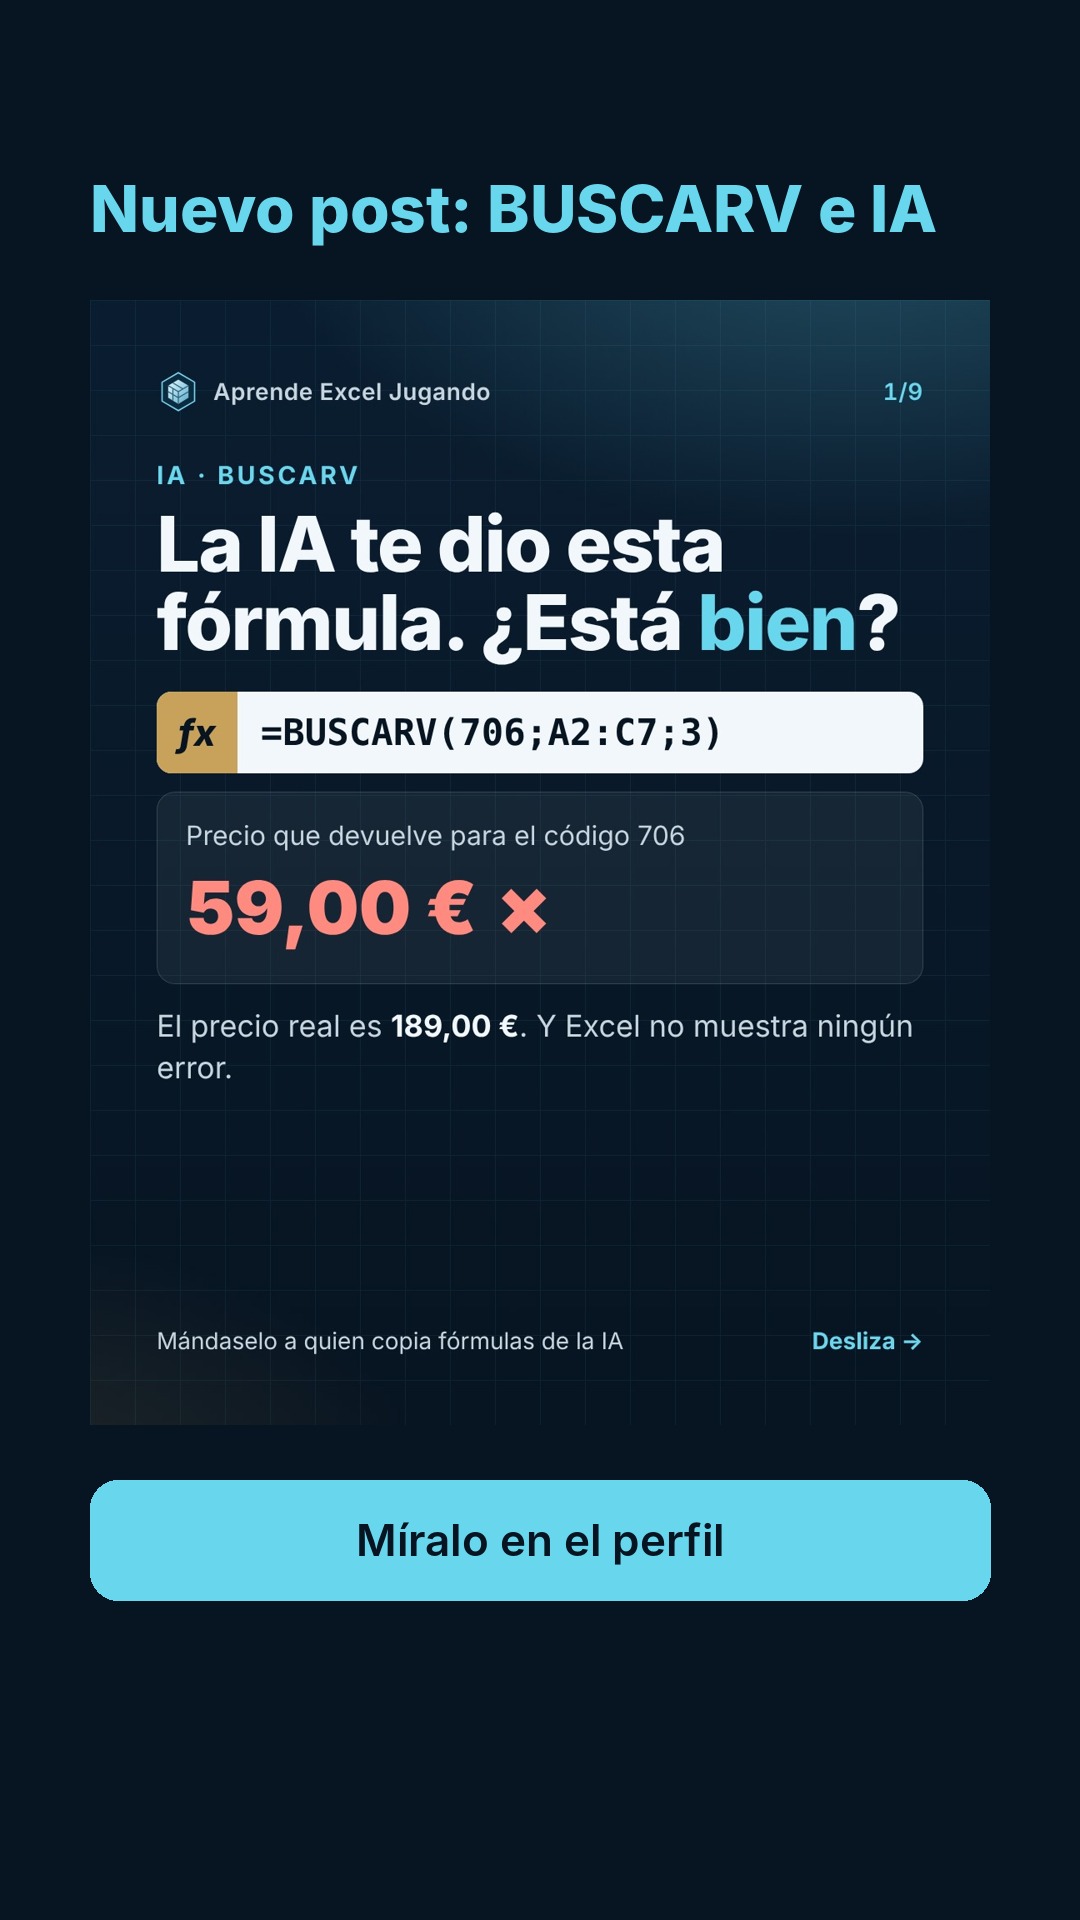 Nuevo post: BUSCARV e IA
Aprende Excel Jugando
1/9
IA · BUSCARV
La IA te dio esta
fórmula. ¿Está bien?
fx =BUSCARV(706;A2:C7;3)
Precio que devuelve para el código 706
59,00 € ×
El precio real es 189,00 €. Y Excel no muestra ningún
error.
Mándaselo a quien copia fórmulas de la IA
Desliza →
Míralo en el perfil